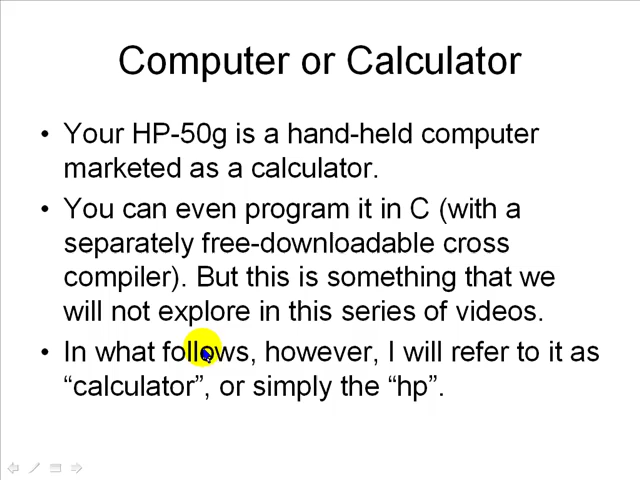 Computer or Calculator
• Your HP-50g is a hand-held computer
marketed as a calculator.
• You can even program it in C (with a
separately free-downloadable cross
compiler). But this is something that we
will not explore in this series of videos.
• In what follows, however, I will refer to it as
“calculator”, or simply the “hp”.